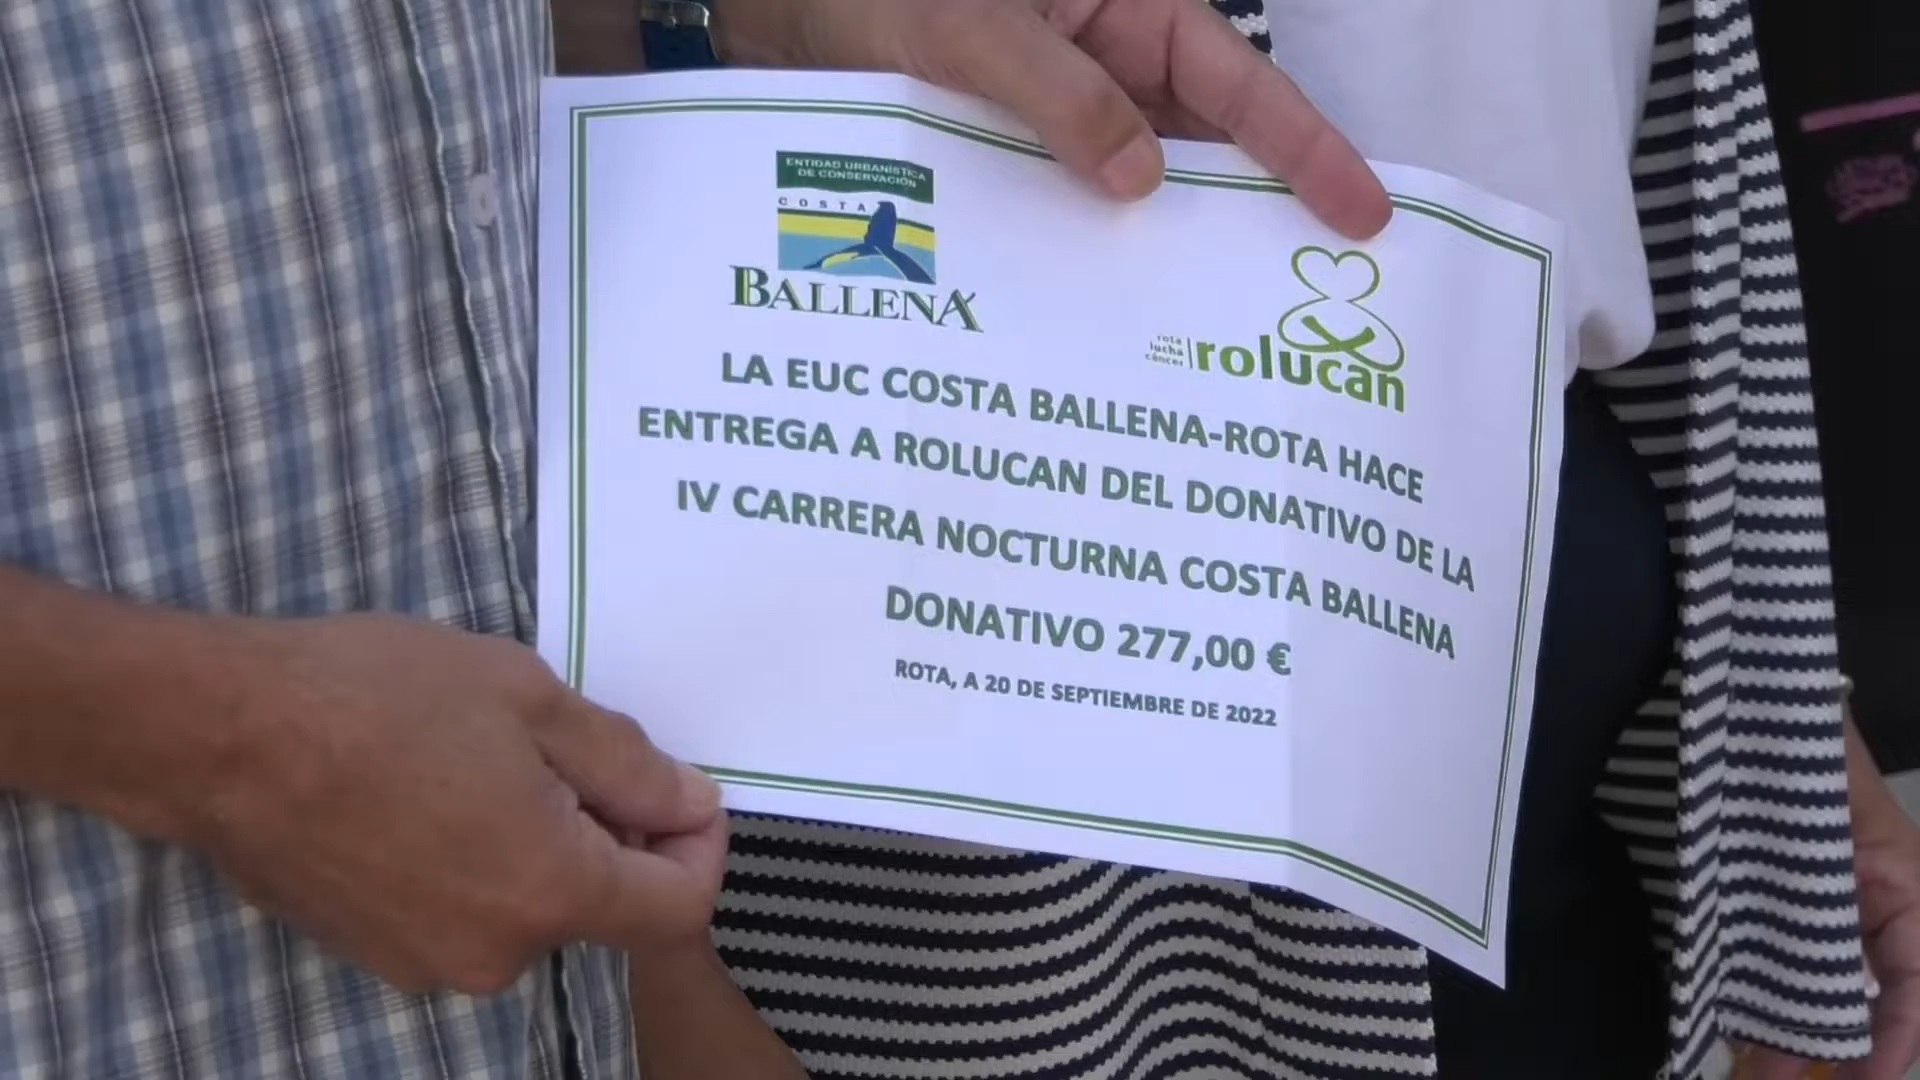 ENTIDAD URBANÍSTICA
DE CONSERVACIÓN
COSTA
BALLENA
rota
lucha
cáncer
rolucan
LA EUC COSTA BALLENA-ROTA HACE
ENTREGA A ROLUCAN DEL DONATIVO DE LA
IV CARRERA NOCTURNA COSTA BALLENA
DONATIVO 277,00 €
ROTA, A 20 DE SEPTIEMBRE DE 2022